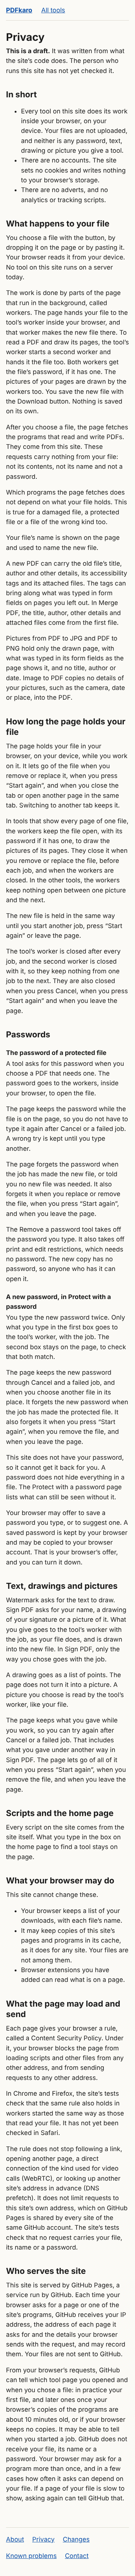 PDFkaro All tools
Privacy
This is a draft. It was written from what
the site's code does. The person who
runs this site has not yet checked it.
In short
• Every tool on this site does its work
inside your browser, on your
device. Your files are not uploaded,
and neither is any password, text,
drawing or picture you give a tool.
• There are no accounts. The site
sets no cookies and writes nothing
to your browser's storage.
• There are no adverts, and no
analytics or tracking scripts.
What happens to your file
You choose a file with the button, by
dropping it on the page or by pasting it.
Your browser reads it from your device.
No tool on this site runs on a server
today.
The work is done by parts of the page
that run in the background, called
workers. The page hands your file to the
tool's worker inside your browser, and
that worker makes the new file there. To
read a PDF and draw its pages, the tool's
worker starts a second worker and
hands it the file too. Both workers get
the file's password, if it has one. The
pictures of your pages are drawn by the
workers too. You save the new file with
the Download button. Nothing is saved
on its own.
After you choose a file, the page fetches
the programs that read and write PDFs.
They come from this site. These
requests carry nothing from your file:
not its contents, not its name and not a
password.
Which programs the page fetches does
not depend on what your file holds. This
is true for a damaged file, a protected
file or a file of the wrong kind too.
Your file's name is shown on the page
and used to name the new file.
A new PDF can carry the old file's title,
author and other details, its accessibility
tags and its attached files. The tags can
bring along what was typed in form
fields on pages you left out. In Merge
PDF, the title, author, other details and
attached files come from the first file.
Pictures from PDF to JPG and PDF to
PNG hold only the drawn page, with
what was typed in its form fields as the
page shows it, and no title, author or
date. Image to PDF copies no details of
your pictures, such as the camera, date
or place, into the PDF.
How long the page holds your
file
The page holds your file in your
browser, on your device, while you work
on it. It lets go of the file when you
remove or replace it, when you press
"Start again", and when you close the
tab or open another page in the same
tab. Switching to another tab keeps it.
In tools that show every page of one file,
the workers keep the file open, with its
password if it has one, to draw the
pictures of its pages. They close it when
you remove or replace the file, before
each job, and when the workers are
closed. In the other tools, the workers
keep nothing open between one picture
and the next.
The new file is held in the same way
until you start another job, press "Start
again" or leave the page.
The tool's worker is closed after every
job, and the second worker is closed
with it, so they keep nothing from one
job to the next. They are also closed
when you press Cancel, when you press
"Start again" and when you leave the
page.
Passwords
The password of a protected file
A tool asks for this password when you
choose a PDF that needs one. The
password goes to the workers, inside
your browser, to open the file.
The page keeps the password while the
file is on the page, so you do not have to
type it again after Cancel or a failed job.
A wrong try is kept until you type
another.
The page forgets the password when
the job has made the new file, or told
you no new file was needed. It also
forgets it when you replace or remove
the file, when you press "Start again",
and when you leave the page.
The Remove a password tool takes off
the password you type. It also takes off
print and edit restrictions, which needs
no password. The new copy has no
password, so anyone who has it can
open it.
A new password, in Protect with a
password
You type the new password twice. Only
what you type in the first box goes to
the tool's worker, with the job. The
second box stays on the page, to check
that both match.
The page keeps the new password
through Cancel and a failed job, and
when you choose another file in its
place. It forgets the new password when
the job has made the protected file. It
also forgets it when you press "Start
again", when you remove the file, and
when you leave the page.
This site does not have your password,
so it cannot get it back for you. A
password does not hide everything in a
file. The Protect with a password page
lists what can still be seen without it.
Your browser may offer to save a
password you type, or to suggest one. A
saved password is kept by your browser
and may be copied to your browser
account. That is your browser's offer,
and you can turn it down.
Text, drawings and pictures
Watermark asks for the text to draw.
Sign PDF asks for your name, a drawing
of your signature or a picture of it. What
you give goes to the tool's worker with
the job, as your file does, and is drawn
into the new file. In Sign PDF, only the
way you chose goes with the job.
A drawing goes as a list of points. The
page does not turn it into a picture. A
picture you choose is read by the tool's
worker, like your file.
The page keeps what you gave while
you work, so you can try again after
Cancel or a failed job. That includes
what you gave under another way in
Sign PDF. The page lets go of all of it
when you press "Start again", when you
remove the file, and when you leave the
page.
Scripts and the home page
Every script on the site comes from the
site itself. What you type in the box on
the home page to find a tool stays on
the page.
What your browser may do
This site cannot change these.
• Your browser keeps a list of your
downloads, with each file's name.
• It may keep copies of this site's
pages and programs in its cache,
as it does for any site. Your files are
not among them.
• Browser extensions you have
added can read what is on a page.
What the page may load and
send
Each page gives your browser a rule,
called a Content Security Policy. Under
it, your browser blocks the page from
loading scripts and other files from any
other address, and from sending
requests to any other address.
In Chrome and Firefox, the site's tests
check that the same rule also holds in
workers started the same way as those
that read your file. It has not yet been
checked in Safari.
The rule does not stop following a link,
opening another page, a direct
connection of the kind used for video
calls (WebRTC), or looking up another
site's address in advance (DNS
prefetch). It does not limit requests to
this site's own address, which on GitHub
Pages is shared by every site of the
same GitHub account. The site's tests
check that no request carries your file,
its name or a password.
Who serves the site
This site is served by GitHub Pages, a
service run by GitHub. Each time your
browser asks for a page or one of the
site's programs, GitHub receives your IP
address, the address of each page it
asks for and the details your browser
sends with the request, and may record
them. Your files are not sent to GitHub.
From your browser's requests, GitHub
can tell which tool page you opened and
when you chose a file: in practice your
first file, and later ones once your
browser's copies of the programs are
about 10 minutes old, or if your browser
keeps no copies. It may be able to tell
when you started a job. GitHub does not
receive your file, its name or a
password. Your browser may ask for a
program more than once, and in a few
cases how often it asks can depend on
your file. If a page of your file is slow to
show, asking again can tell GitHub that.
About Privacy Changes
Known problems Contact